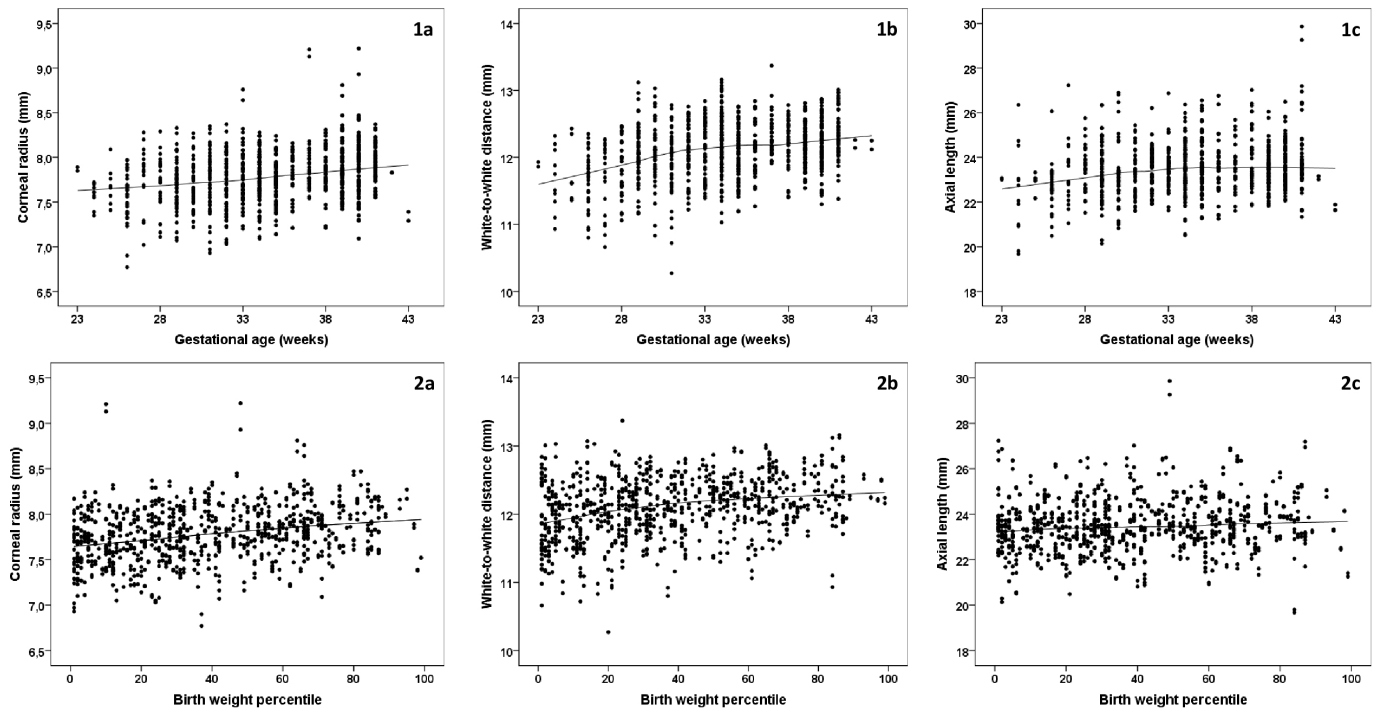 1a
9,5
9,0
8,5
8,0
7,5
7,0
6,5
Corneal radius (mm)
23 28 33 38 43
Gestational age (weeks)
1b
14
13
12
11
10
White-to-white distance (mm)
23 28 33 38 43
Gestational age (weeks)
1c
30
28
26
24
22
20
18
Axial length (mm)
23 28 33 38 43
Gestational age (weeks)
2a
9,5
9,0
8,5
8,0
7,5
7,0
6,5
Corneal radius (mm)
0 20 40 60 80 100
Birth weight percentile
2b
14
13
12
11
10
White-to-white distance (mm)
0 20 40 60 80 100
Birth weight percentile
2c
30
28
26
24
22
20
18
Axial length (mm)
0 20 40 60 80 100
Birth weight percentile